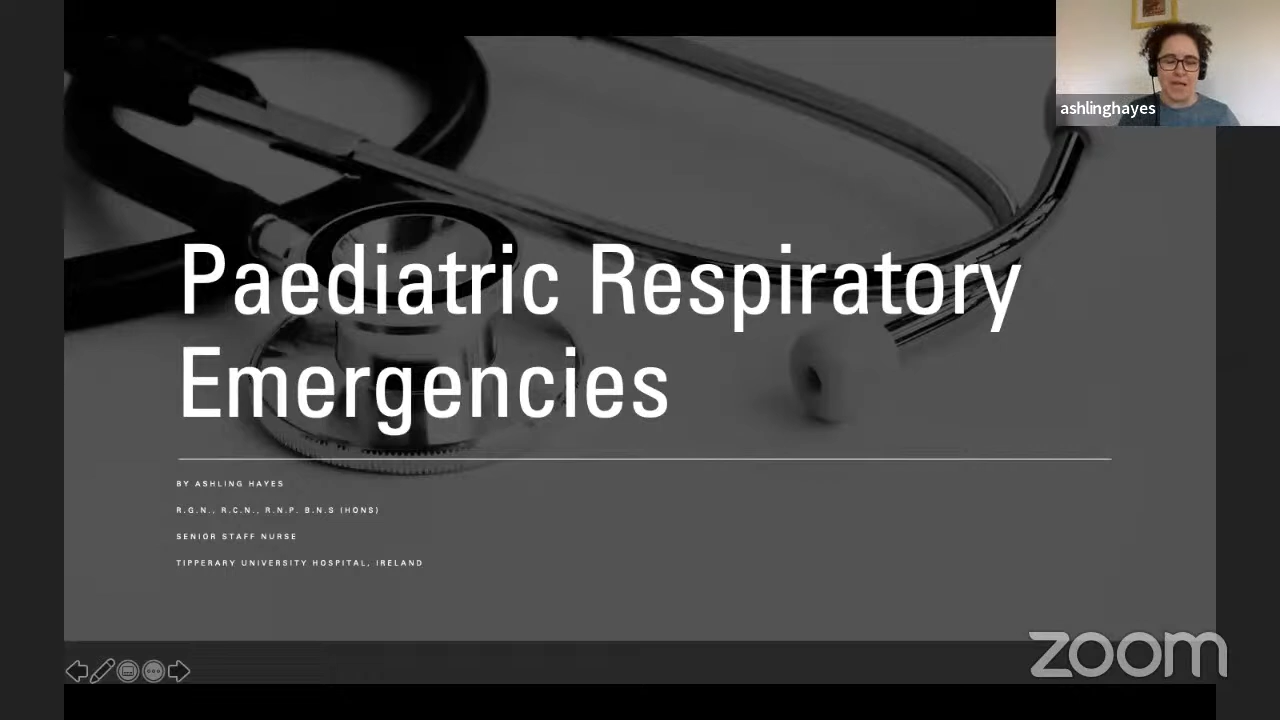 ashlinghayes
Paediatric Respiratory
Emergencies
BY ASHLING HAYES
R.G.N., R.C.N., R.N.P. B.N.S (HONS)
SENIOR STAFF NURSE
TIPPERARY UNIVERSITY HOSPITAL, IRELAND
zoom